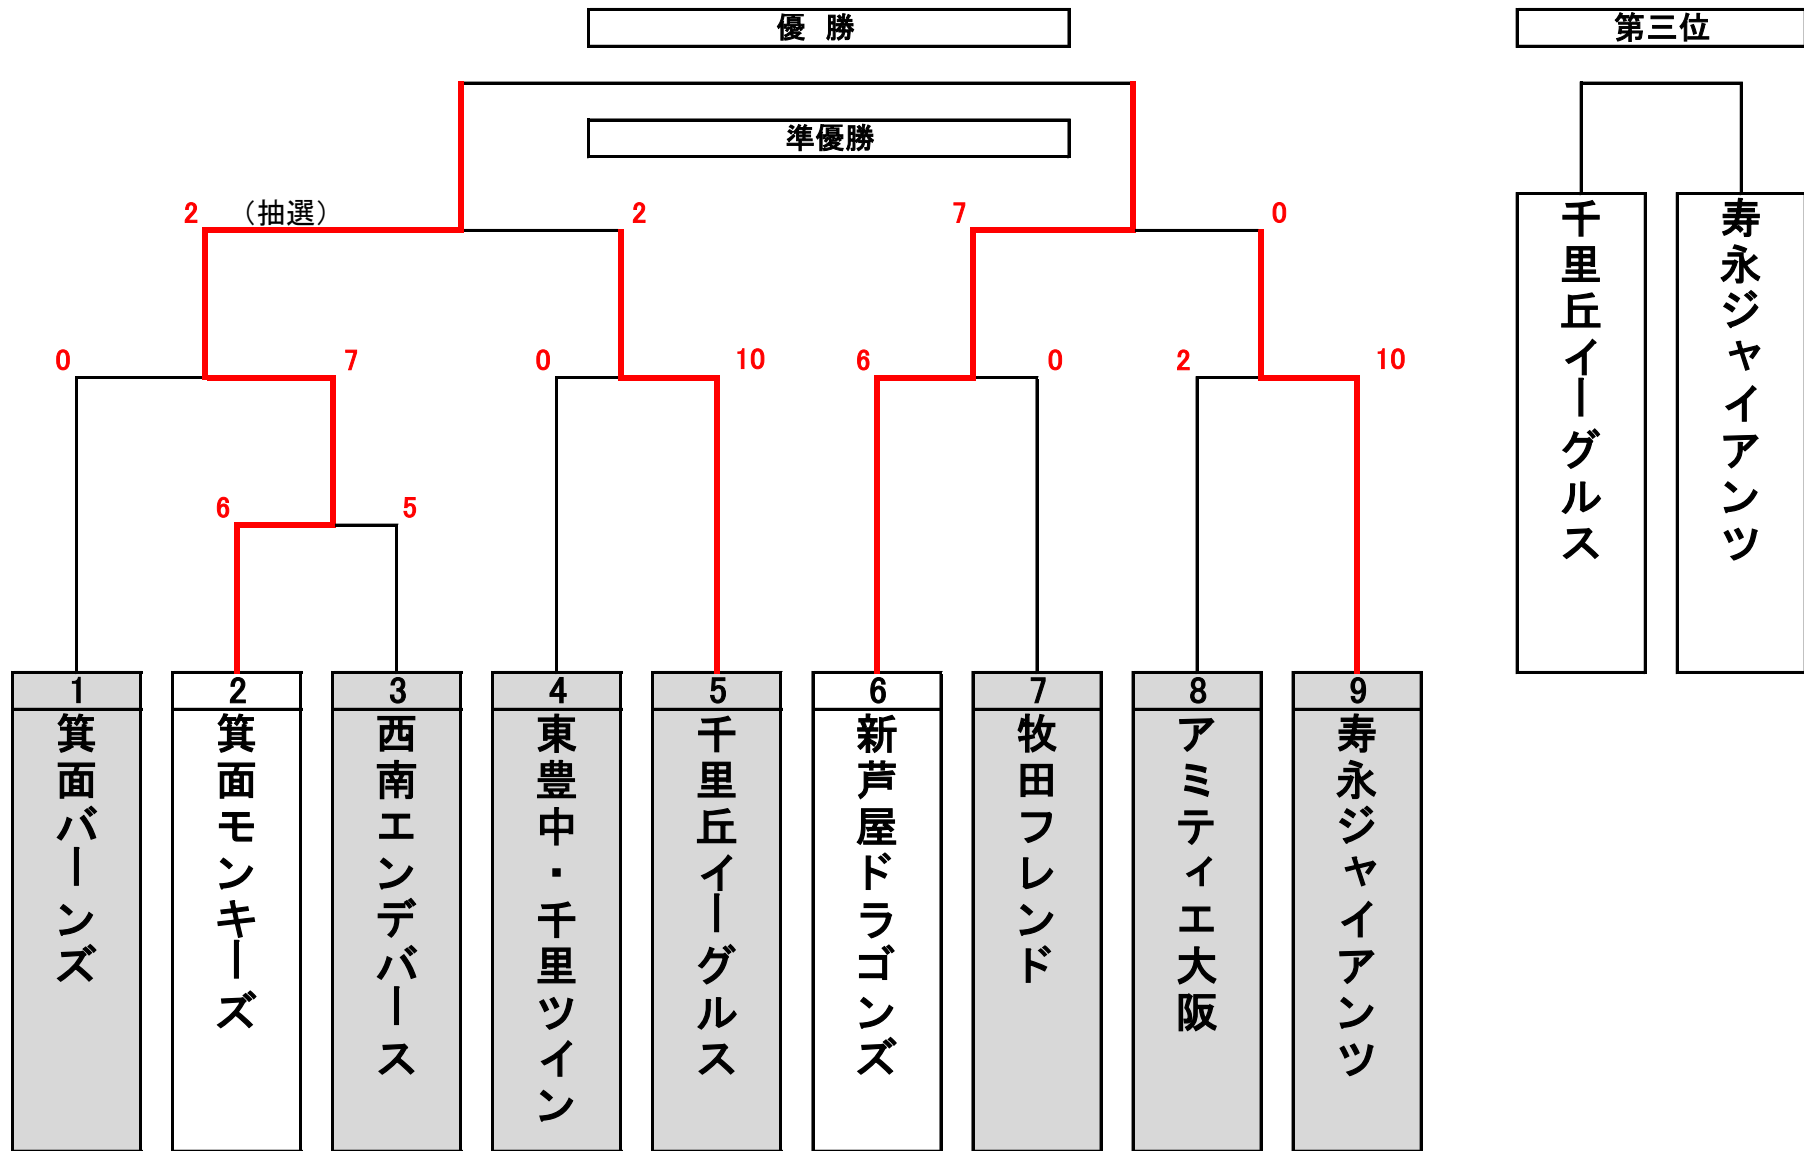 優 勝
第三位
準優勝
2
（抽選）
2
7
0
千里丘イーグルス
寿永ジャイアンツ
0
7
0
10
6
0
2
10
6
5
1
箕面バーンズ
2
箕面モンキーズ
3
西南エンデバース
4
東豊中・千里ツイン
5
千里丘イーグルス
6
新芦屋ドラゴンズ
7
牧田フレンド
8
アミティエ大阪
9
寿永ジャイアンツ